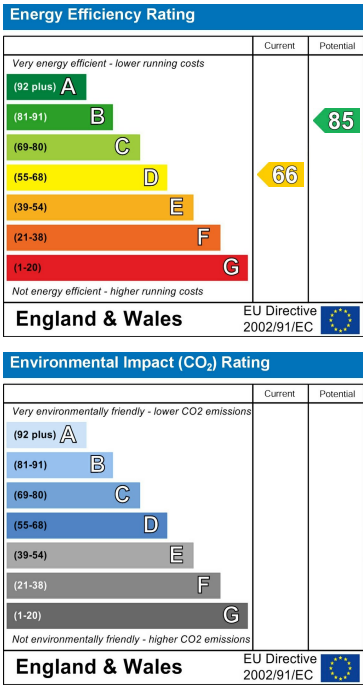 Energy Efficiency Rating
Current Potential
Very energy efficient - lower running costs
(92 plus) A
(81-91) B
85
(69-80) C
(55-68) D
66
(39-54) E
(21-38) F
(1-20) G
Not energy efficient - higher running costs
England & Wales
EU Directive
2002/91/EC
Environmental Impact (CO₂) Rating
Current Potential
Very environmentally friendly - lower CO2 emissions
(92 plus) A
(81-91) B
(69-80) C
(55-68) D
(39-54) E
(21-38) F
(1-20) G
Not environmentally friendly - higher CO2 emissions
England & Wales
EU Directive
2002/91/EC